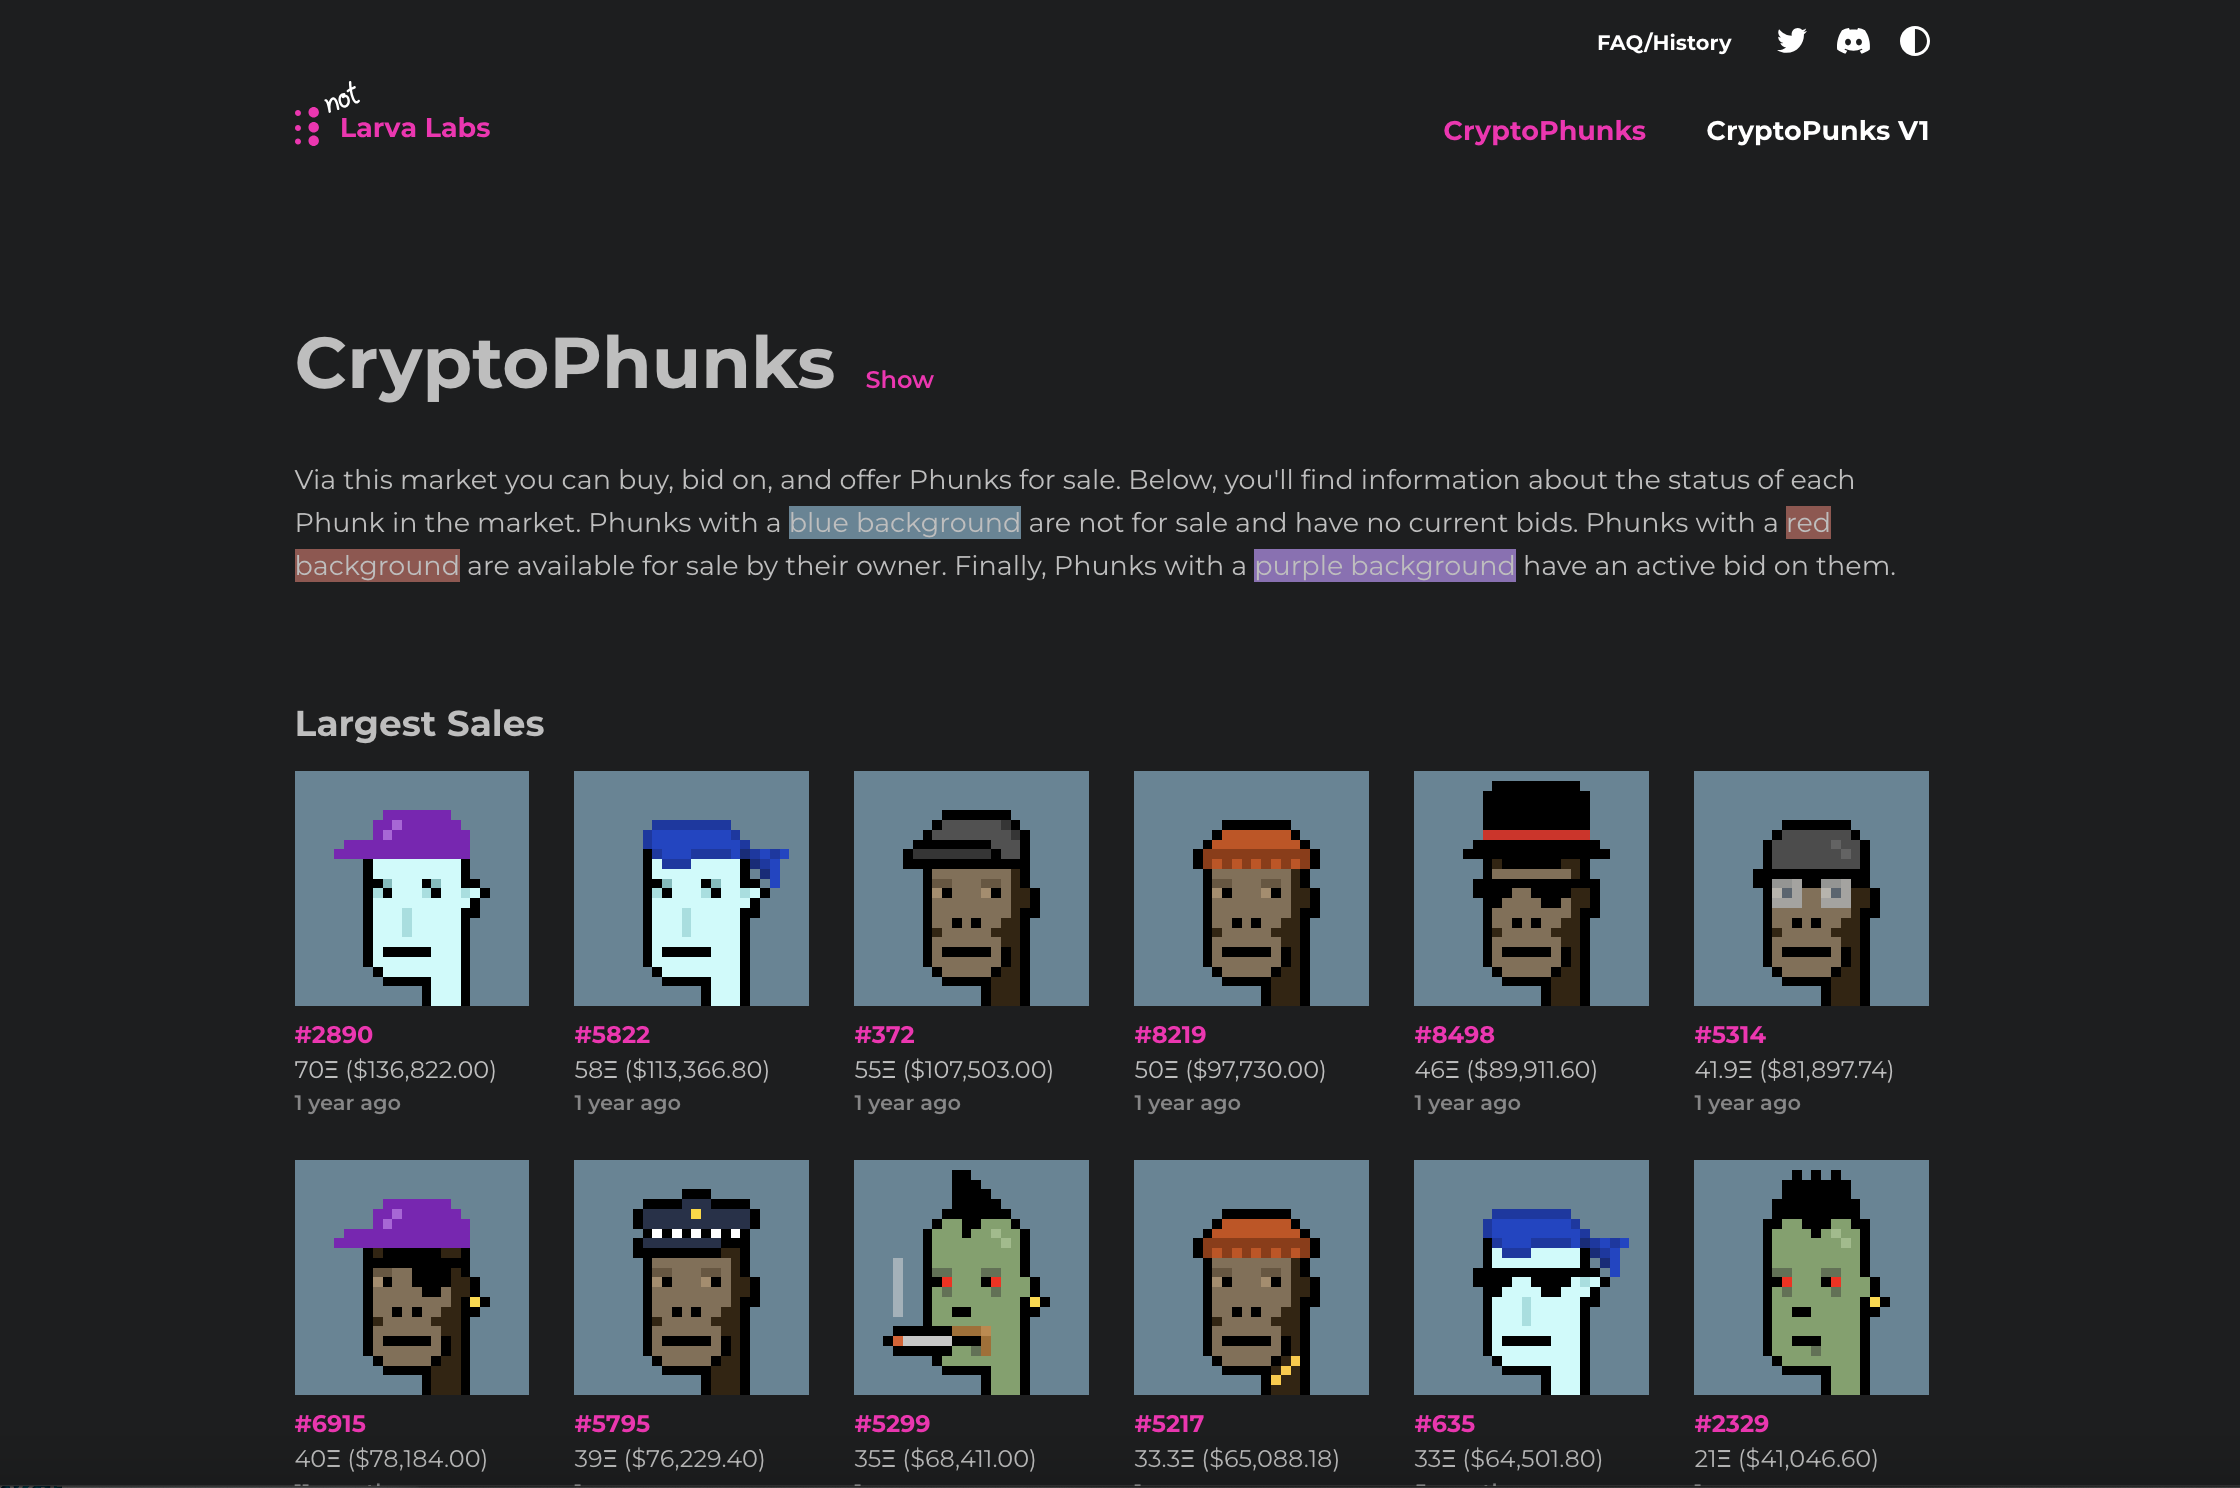 FAQ/History
not
Larva Labs
CryptoPhunks
CryptoPunks V1
CryptoPhunks
Show
Via this market you can buy, bid on, and offer Phunks for sale. Below, you'll find information about the status of each
Phunk in the market. Phunks with a blue background are not for sale and have no current bids. Phunks with a red
background are available for sale by their owner. Finally, Phunks with a purple background have an active bid on them.
Largest Sales
#2890
70Ξ ($136,822.00)
1 year ago
#5822
58Ξ ($113,366.80)
1 year ago
#372
55Ξ ($107,503.00)
1 year ago
#8219
50Ξ ($97,730.00)
1 year ago
#8498
46Ξ ($89,911.60)
1 year ago
#5314
41.9Ξ ($81,897.74)
1 year ago
#6915
40Ξ ($78,184.00)
#5795
39Ξ ($76,229.40)
#5299
35Ξ ($68,411.00)
#5217
33.3Ξ ($65,088.18)
#635
33Ξ ($64,501.80)
#2329
21Ξ ($41,046.60)